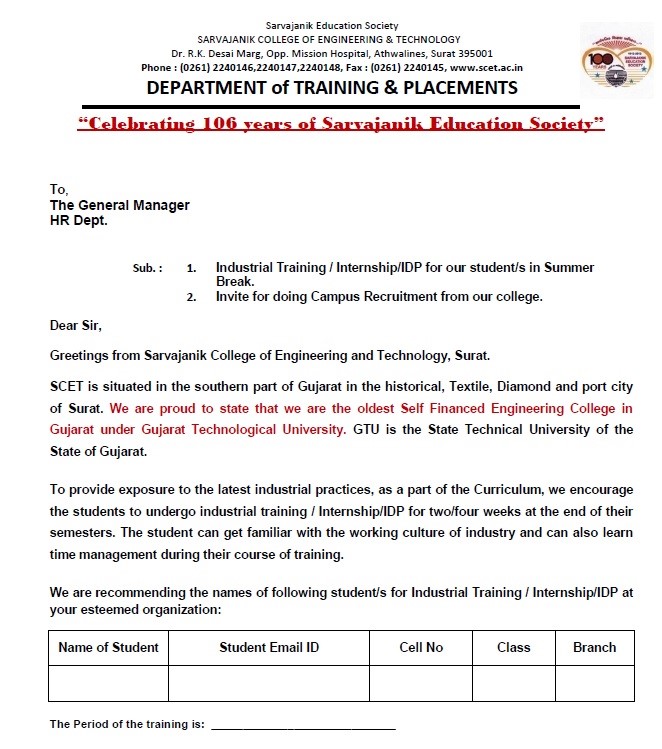 Sarvajanik Education Society
SARVAJANIK COLLEGE OF ENGINEERING & TECHNOLOGY
Dr. R.K. Desai Marg, Opp. Mission Hospital, Athwalines, Surat 395001
Phone : (0261) 2240146,2240147,2240148, Fax : (0261) 2240145, www.scet.ac.in
DEPARTMENT of TRAINING & PLACEMENTS
100
YEARS
SARVAJANIK
EDUCATION
SOCIETY
“Celebrating 106 years of Sarvajanik Education Society”
To,
The General Manager
HR Dept.
Sub. : 1. Industrial Training / Internship/IDP for our student/s in Summer
Break.
2. Invite for doing Campus Recruitment from our college.
Dear Sir,
Greetings from Sarvajanik College of Engineering and Technology, Surat.
SCET is situated in the southern part of Gujarat in the historical, Textile, Diamond and port city
of Surat. We are proud to state that we are the oldest Self Financed Engineering College in
Gujarat under Gujarat Technological University. GTU is the State Technical University of the
State of Gujarat.
To provide exposure to the latest industrial practices, as a part of the Curriculum, we encourage
the students to undergo industrial training / Internship/IDP for two/four weeks at the end of their
semesters. The student can get familiar with the working culture of industry and can also learn
time management during their course of training.
We are recommending the names of following student/s for Industrial Training / Internship/IDP at
your esteemed organization:
Name of Student Student Email ID Cell No Class Branch
The Period of the training is: ____________________________